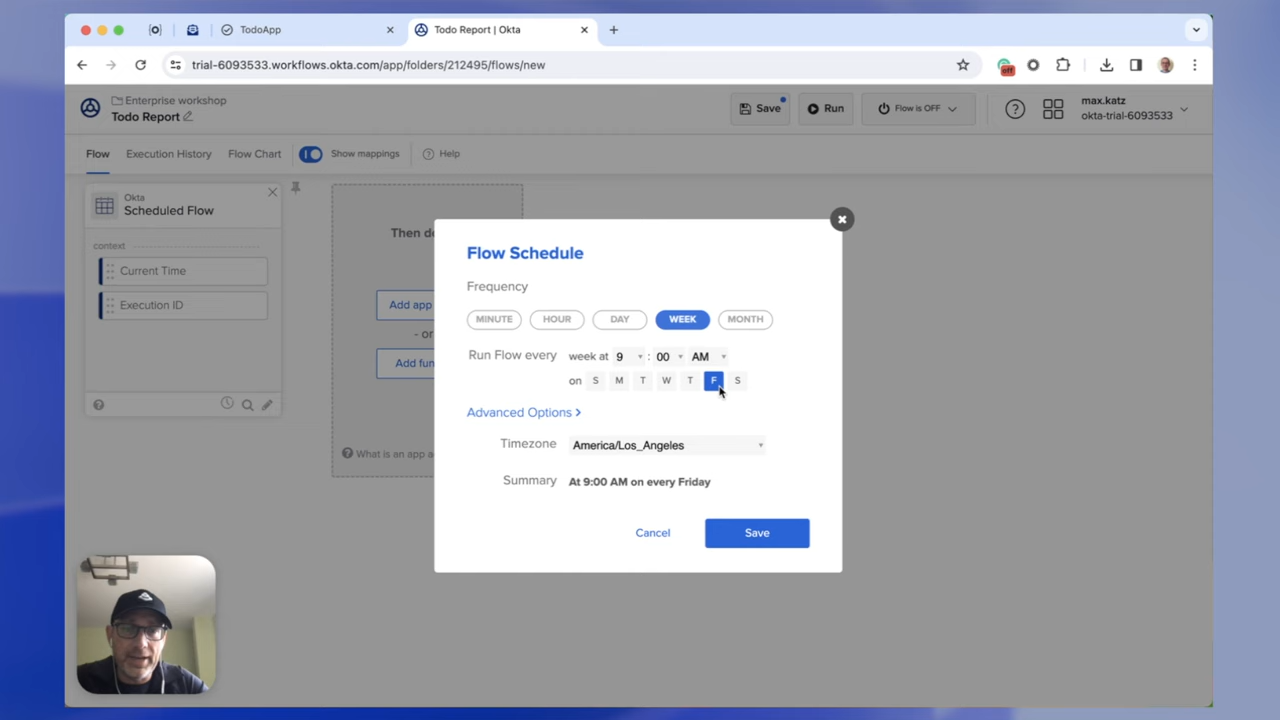 TodoApp
Todo Report | Okta
trial-6093533.workflows.okta.com/app/folders/212495/flows/new
off
Enterprise workshop
Todo Report
Save
Run
Flow is OFF
max.katz
okta-trial-6093533
Flow
Execution History
Flow Chart
Show mappings
Help
Okta
Scheduled Flow
context
Current Time
Execution ID
Then do
Add app
- or
Add fun
What is an app a
Flow Schedule
Frequency
MINUTE HOUR DAY WEEK MONTH
Run Flow every week at 9 : 00 AM
on S M T W T F S
Advanced Options >
Timezone America/Los_Angeles
Summary At 9:00 AM on every Friday
Cancel Save